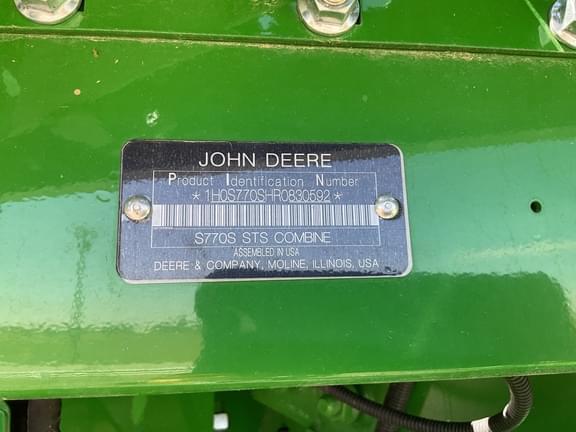 JOHN DEERE
Product Identification Number
*1H0S770SHR0830592*
S770S STS COMBINE
ASSEMBLED IN USA
DEERE & COMPANY, MOLINE, ILLINOIS, USA